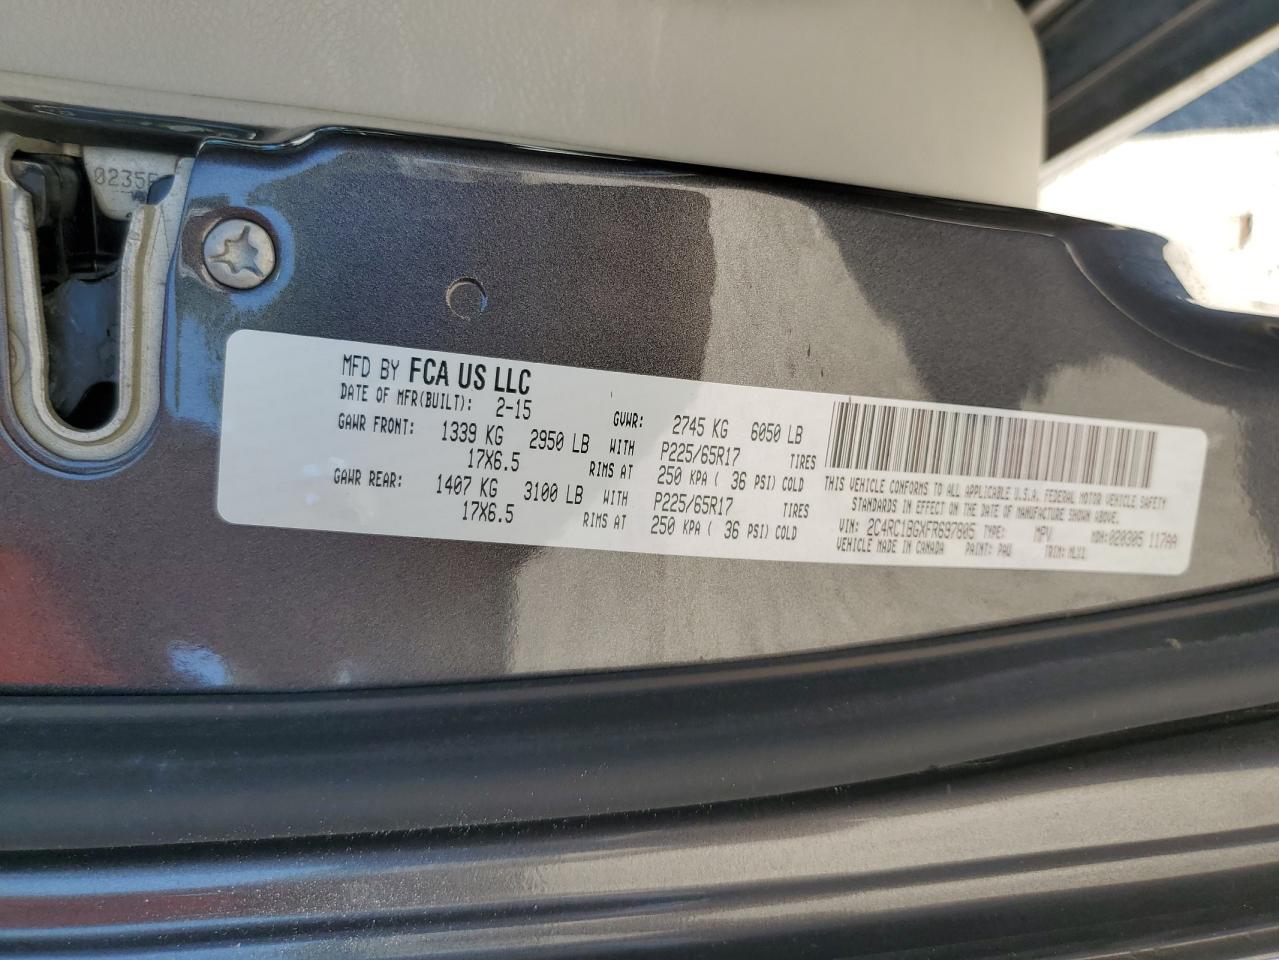 0235
MFD BY FCA US LLC
DATE OF MFR(BUILT): 2-15 GVWR: 2745 KG 6050 LB
GAWR FRONT: 1339 KG 2950 LB WITH P225/65R17 TIRES
17X6.5 RIMS AT 250 KPA ( 36 PSI) COLD
GAWR REAR: 1407 KG 3100 LB WITH P225/65R17 TIRES
17X6.5 RIMS AT 250 KPA ( 36 PSI) COLD
THIS VEHICLE CONFORMS TO ALL APPLICABLE U.S.A. FEDERAL MOTOR VEHICLE SAFETY
STANDARDS IN EFFECT ON THE DATE OF MANUFACTURE SHOWN ABOVE.
VIN: 2C4RC1BGXFR697805 TYPE: MPV MDH: 020305 117AA
VEHICLE MADE IN CANADA PAINT: PAU TRIM: